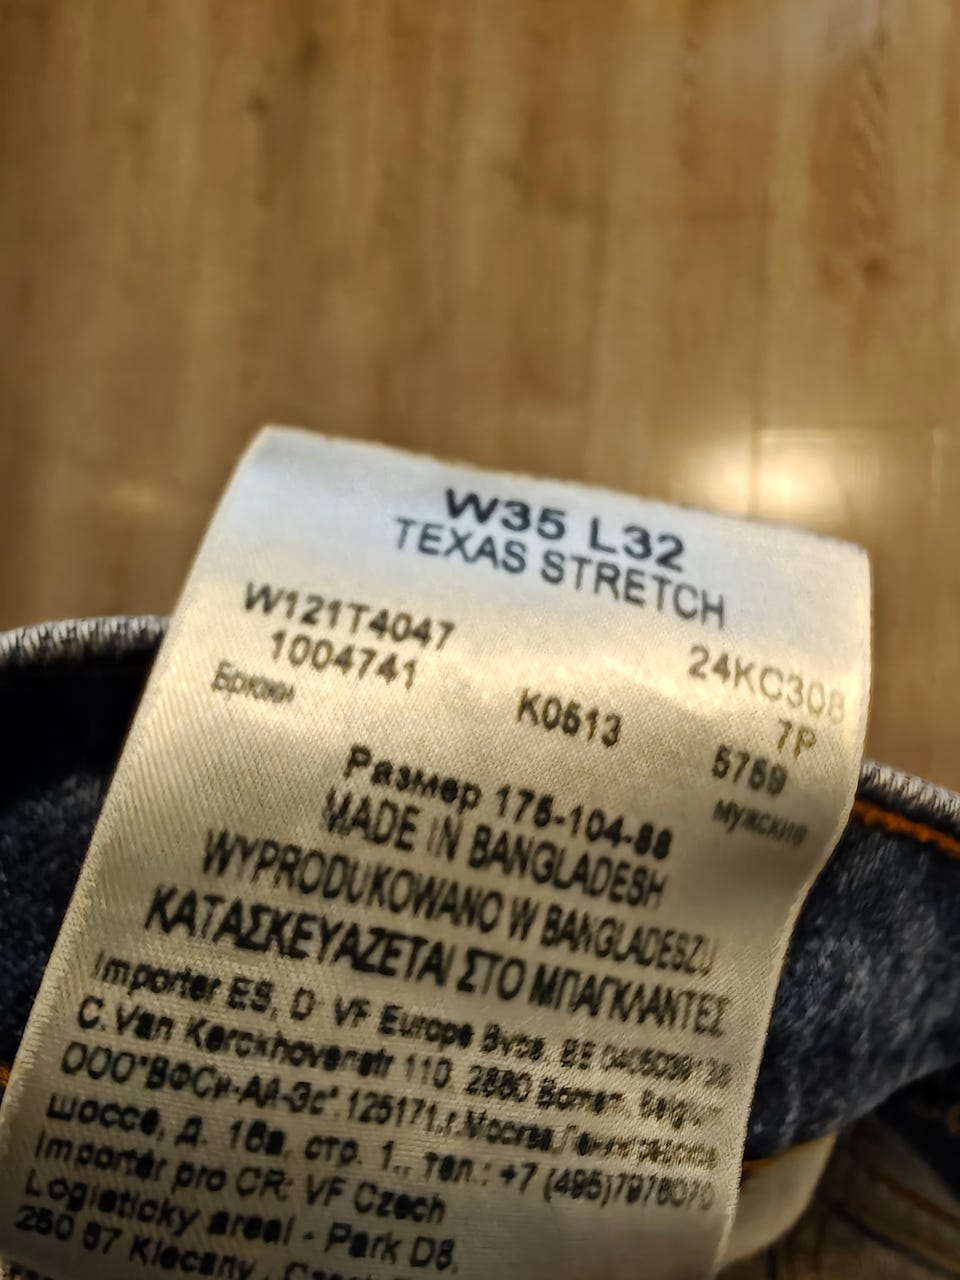 W35 L32
TEXAS STRETCH
W121T4047 24KC308
1004741 7P
Брюки K0513 5759
мужские
Размер 175-104-88
MADE IN BANGLADESH
WYPRODUKOWANO W BANGLADESZU
ΚΑΤΑΣΚΕΥΑΖΕΤΑΙ ΣΤΟ ΜΠΑΓΚΛΑΝΤΕΣ
Importer ES, D VF Europe Bvba, BE
C. Van Kerckhovenstr 110, 2880 Bornem, Belgium
ООО"ВФСи-Ай-Эс" 125171,г.Москва,
шоссе, д. 16а, стр. 1., тел.: +7 (495)
Importér pro CR: VF Czech
Logisticky areal - Park D8,
250 67 Klecany